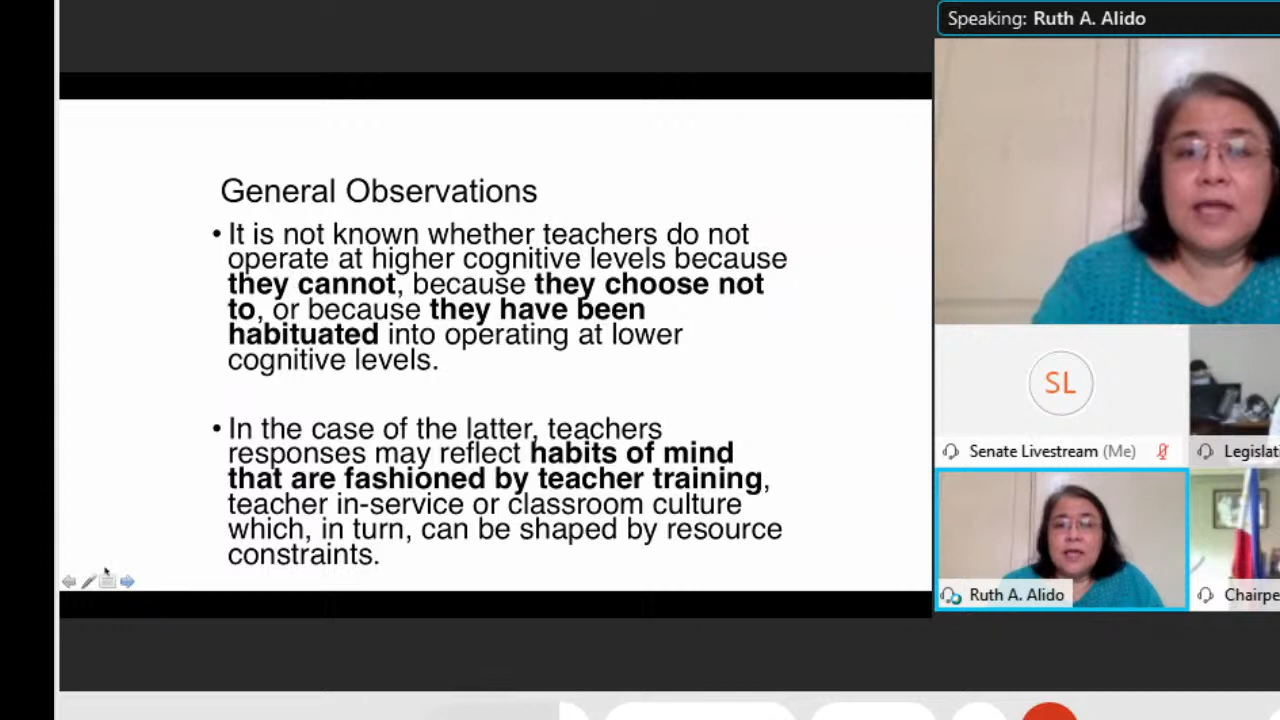 Speaking: Ruth A. Alido
General Observations
• It is not known whether teachers do not
operate at higher cognitive levels because
they cannot, because they choose not
to, or because they have been
habituated into operating at lower
cognitive levels.
• In the case of the latter, teachers
responses may reflect habits of mind
that are fashioned by teacher training,
teacher in-service or classroom culture
which, in turn, can be shaped by resource
constraints.
SL
Senate Livestream (Me)
Legislati
Ruth A. Alido
Chairpe